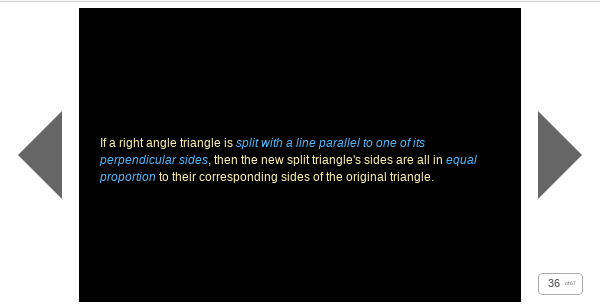 If a right angle triangle is split with a line parallel to one of its
perpendicular sides, then the new split triangle's sides are all in equal
proportion to their corresponding sides of the original triangle.
36 of 67